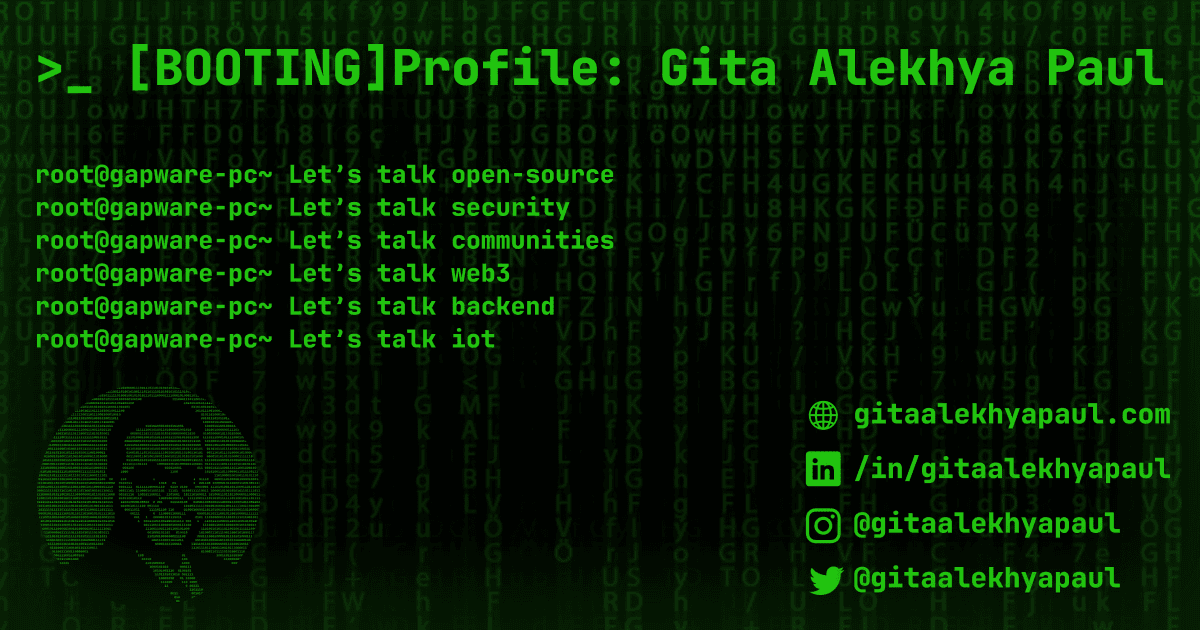 >_ [BOOTING]Profile: Gita Alekhya Paul
root@gapware-pc~ Let’s talk open-source
root@gapware-pc~ Let’s talk security
root@gapware-pc~ Let’s talk communities
root@gapware-pc~ Let’s talk web3
root@gapware-pc~ Let’s talk backend
root@gapware-pc~ Let’s talk iot
gitaalekhyapaul.com
/in/gitaalekhyapaul
@gitaalekhyapaul
@gitaalekhyapaul